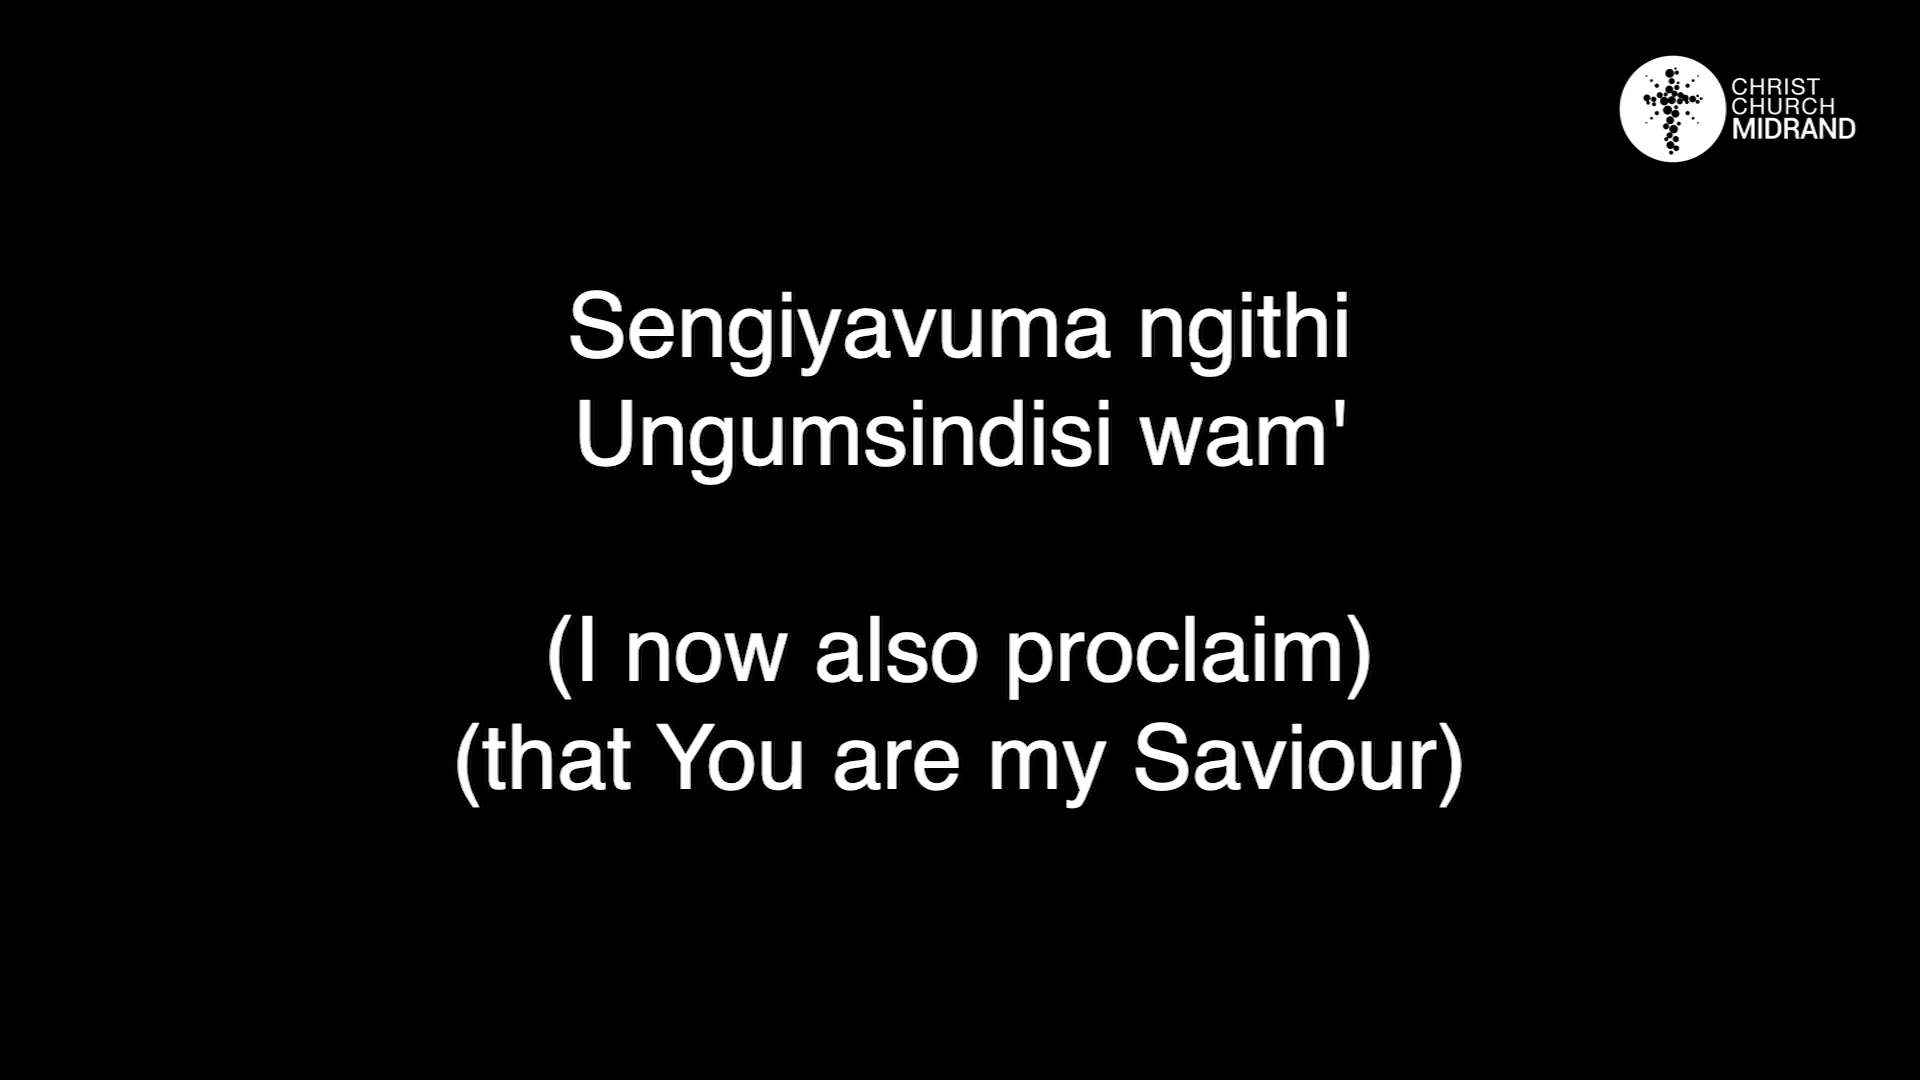 CHRIST
CHURCH
MIDRAND
Sengiyavuma ngithi
Ungumsindisi wam'
(I now also proclaim)
(that You are my Saviour)